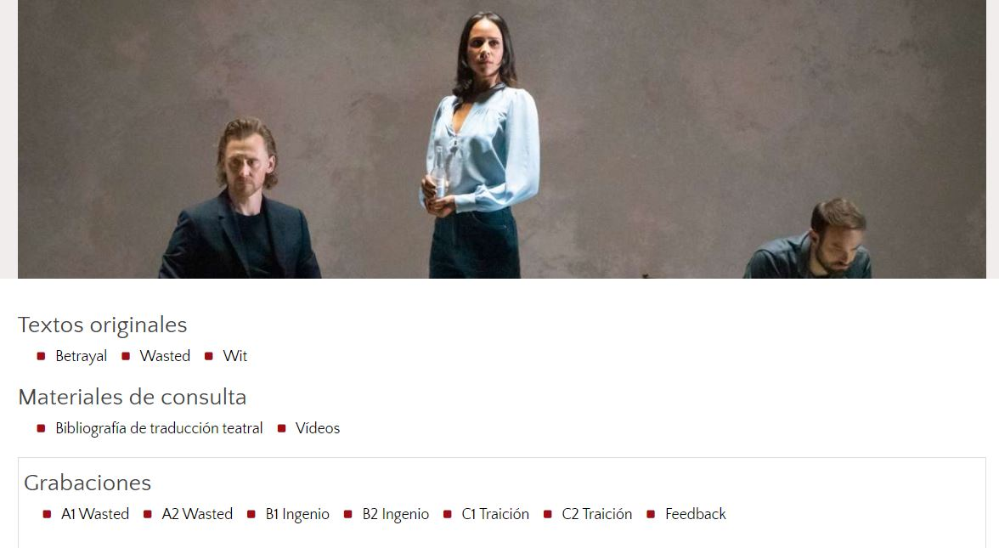 Textos originales
Betrayal Wasted Wit
Materiales de consulta
Bibliografía de traducción teatral Vídeos
Grabaciones
A1 Wasted A2 Wasted B1 Ingenio B2 Ingenio C1 Traición C2 Traición Feedback